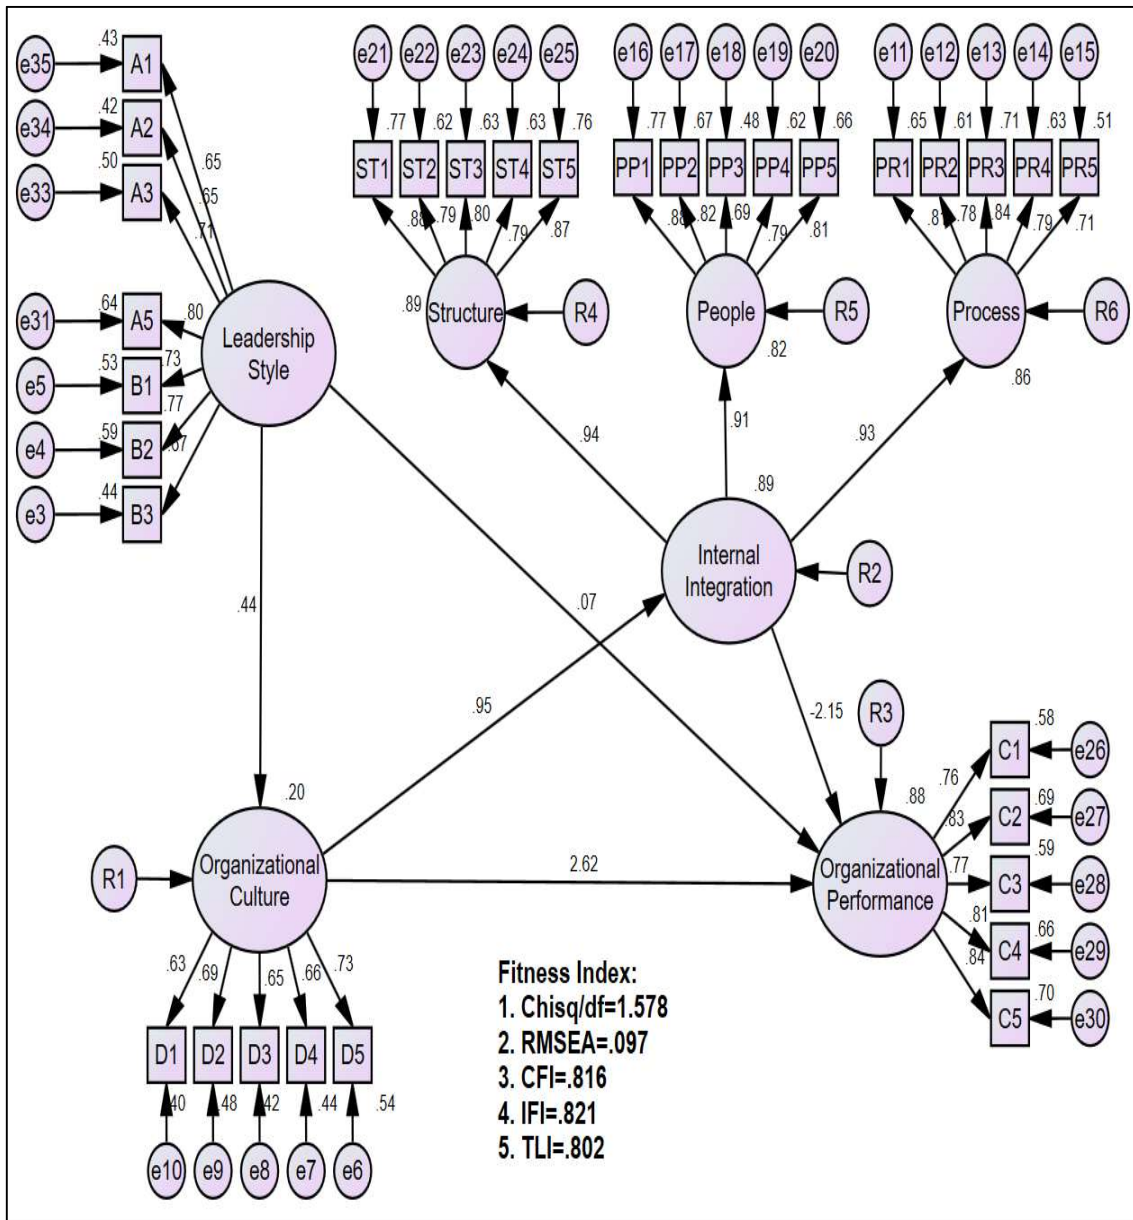 e21 e22 e23 e24 e25
e16 e17 e18 e19 e20
e11 e12 e13 e14 e15
e35 .43 A1
e34 .42 A2
e33 .50 A3
.77 .62 .63 .63 .76
.77 .67 .48 .62 .66
.65 .61 .71 .63 .51
ST1 ST2 ST3 ST4 ST5
PP1 PP2 PP3 PP4 PP5
PR1 PR2 PR3 PR4 PR5
.65
.65
.71
.88 .79 .80 .79 .87
.88 .82 .69 .79 .81
.81 .78 .84 .79 .71
.89 Structure R4
People R5
.82
Process R6
.86
e31 .64 A5 .80
e5 .53 B1 .73
e4 .59 B2 .77
e3 .44 B3 .67
Leadership
Style
.94 .91 .93
.89
Internal
Integration
R2
.44 .07
.95 -2.15
R3
.20 .88
R1
Organizational
Culture
2.62
Organizational
Performance
.76 C1 .58 e26
.83 C2 .69 e27
.77 C3 .59 e28
.81 C4 .66 e29
.84 C5 .70 e30
.63 .69 .65 .66 .73
D1 D2 D3 D4 D5
.40 .48 .42 .44 .54
e10 e9 e8 e7 e6
Fitness Index:
1. Chisq/df=1.578
2. RMSEA=.097
3. CFI=.816
4. IFI=.821
5. TLI=.802